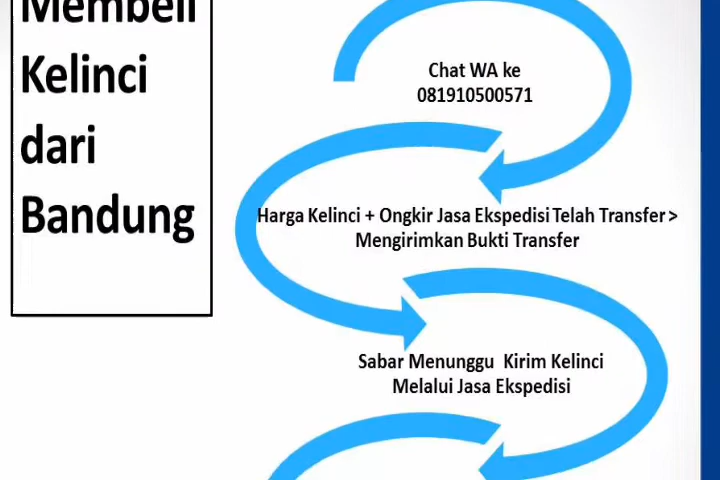 Membeli
Kelinci
dari
Bandung
Chat WA ke
081910500571
Harga Kelinci + Ongkir Jasa Ekspedisi Telah Transfer >
Mengirimkan Bukti Transfer
Sabar Menunggu Kirim Kelinci
Melalui Jasa Ekspedisi